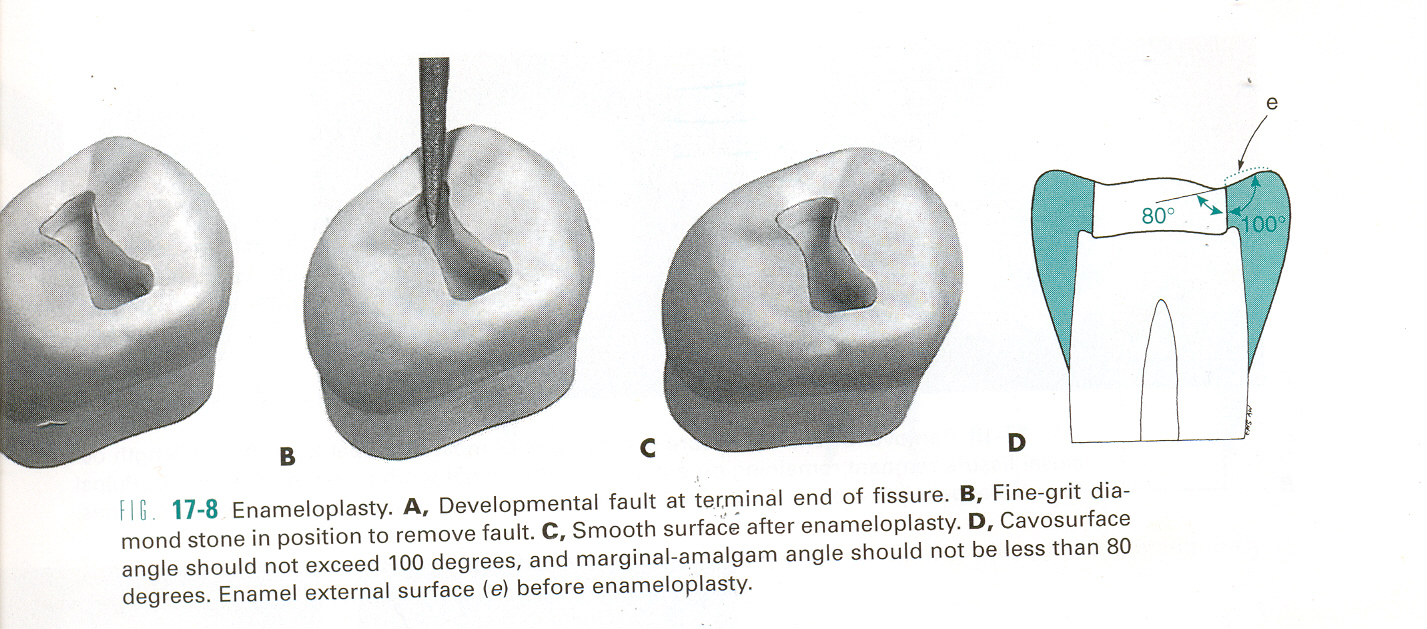 e
80°
100°
B
C
D
FIG. 17-8 Enameloplasty. A, Developmental fault at terminal end of fissure. B, Fine-grit dia-
mond stone in position to remove fault. C, Smooth surface after enameloplasty. D, Cavosurface
angle should not exceed 100 degrees, and marginal-amalgam angle should not be less than 80
degrees. Enamel external surface (e) before enameloplasty.